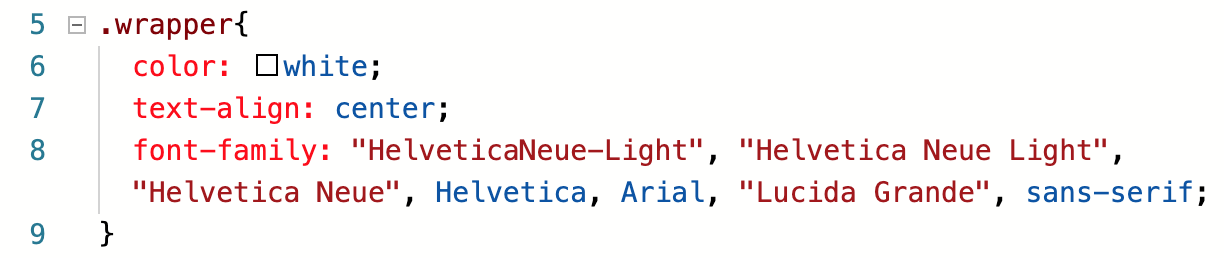 5 .wrapper{
6 color: white;
7 text-align: center;
8 font-family: "HelveticaNeue-Light", "Helvetica Neue Light",
"Helvetica Neue", Helvetica, Arial, "Lucida Grande", sans-serif;
9 }